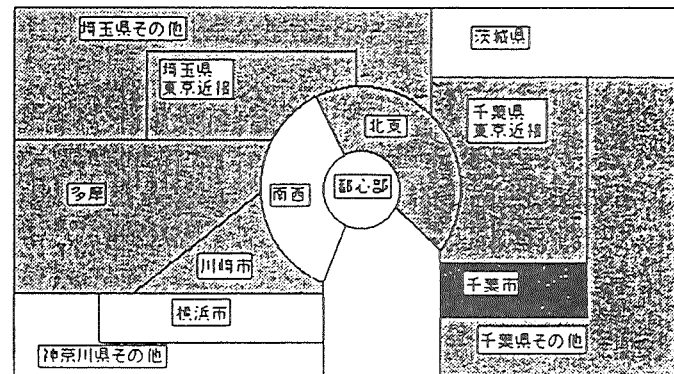 埼玉県その他
茨城県
埼玉県
東京近接
千葉県
東京近接
北東
多摩
南西
都心部
川崎市
千葉市
横浜市
千葉県その他
神奈川県その他